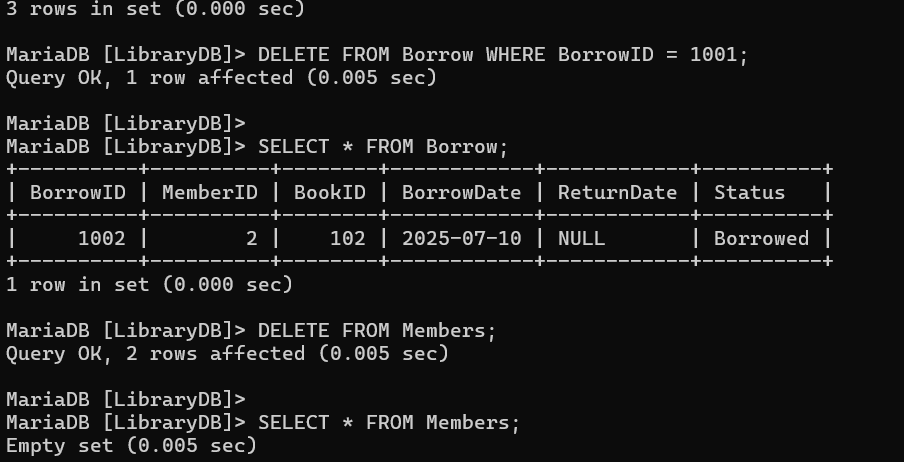 3 rows in set (0.000 sec)
MariaDB [LibraryDB]> DELETE FROM Borrow WHERE BorrowID = 1001;
Query OK, 1 row affected (0.005 sec)
MariaDB [LibraryDB]>
MariaDB [LibraryDB]> SELECT * FROM Borrow;
+----------+----------+--------+------------+------------+----------+
| BorrowID | MemberID | BookID | BorrowDate | ReturnDate | Status   |
+----------+----------+--------+------------+------------+----------+
|     1002 |        2 |    102 | 2025-07-10 | NULL       | Borrowed |
+----------+----------+--------+------------+------------+----------+
1 row in set (0.000 sec)
MariaDB [LibraryDB]> DELETE FROM Members;
Query OK, 2 rows affected (0.005 sec)
MariaDB [LibraryDB]>
MariaDB [LibraryDB]> SELECT * FROM Members;
Empty set (0.005 sec)